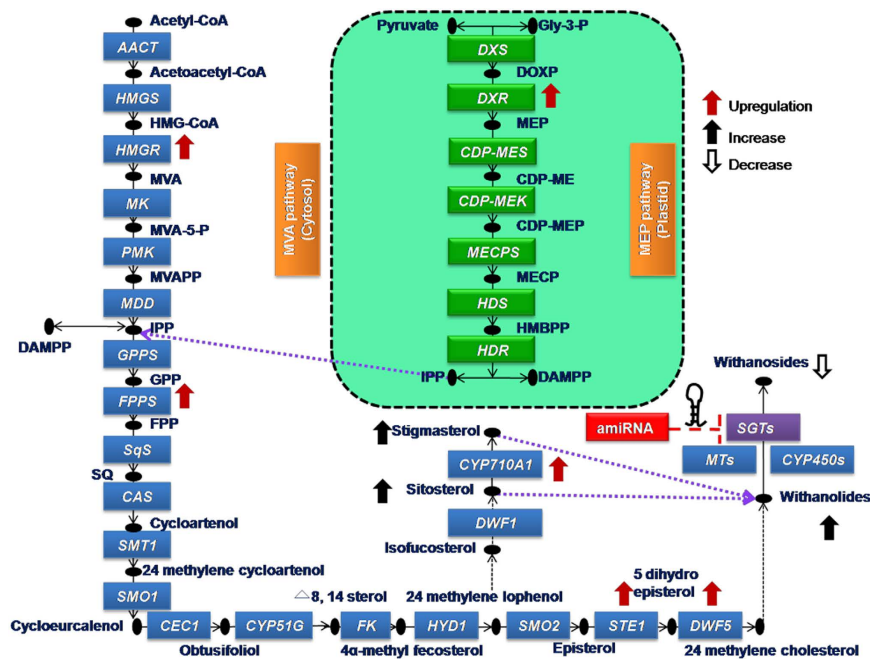 Acetyl-CoA
AACT
Acetoacetyl-CoA
HMGS
HMG-CoA
HMGR
MVA
MK
MVA-5-P
PMK
MVAPP
MDD
IPP
DAMPP
GPPS
GPP
FPPS
FPP
SqS
SQ
CAS
Cycloartenol
SMT1
24 methylene cycloartenol
SMO1
Cycloeurcalenol
CEC1
Obtusifoliol
CYP51G
△8, 14 sterol
FK
4α-methyl fecosterol
HYD1
24 methylene lophenol
SMO2
Episterol
STE1
5 dihydro
episterol
DWF5
24 methylene cholesterol
MVA pathway
(Cytosol)
Pyruvate
Gly-3-P
DXS
DOXP
DXR
MEP
CDP-MES
CDP-ME
CDP-MEK
CDP-MEP
MECPS
MECP
HDS
HMBPP
HDR
IPP
DAMPP
MEP pathway
(Plastid)
Upregulation
Increase
Decrease
Stigmasterol
CYP710A1
Sitosterol
DWF1
Isofucosterol
Withanosides
amiRNA
SGTs
MTs
CYP450s
Withanolides